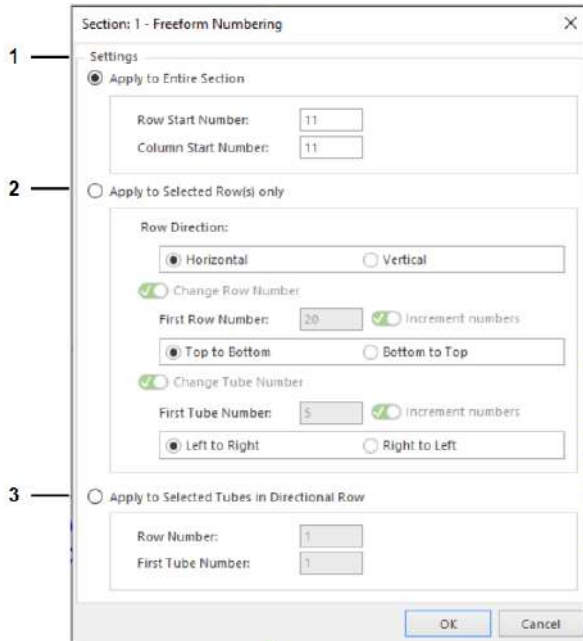 Section: 1 - Freeform Numbering
1 Settings
Apply to Entire Section
Row Start Number: 11
Column Start Number: 11
2 Apply to Selected Row(s) only
Row Direction:
Horizontal Vertical
Change Row Number
First Row Number: 20 Increment numbers
Top to Bottom Bottom to Top
Change Tube Number
First Tube Number: 5 Increment numbers
Left to Right Right to Left
3 Apply to Selected Tubes in Directional Row
Row Number: 1
First Tube Number: 1
OK Cancel